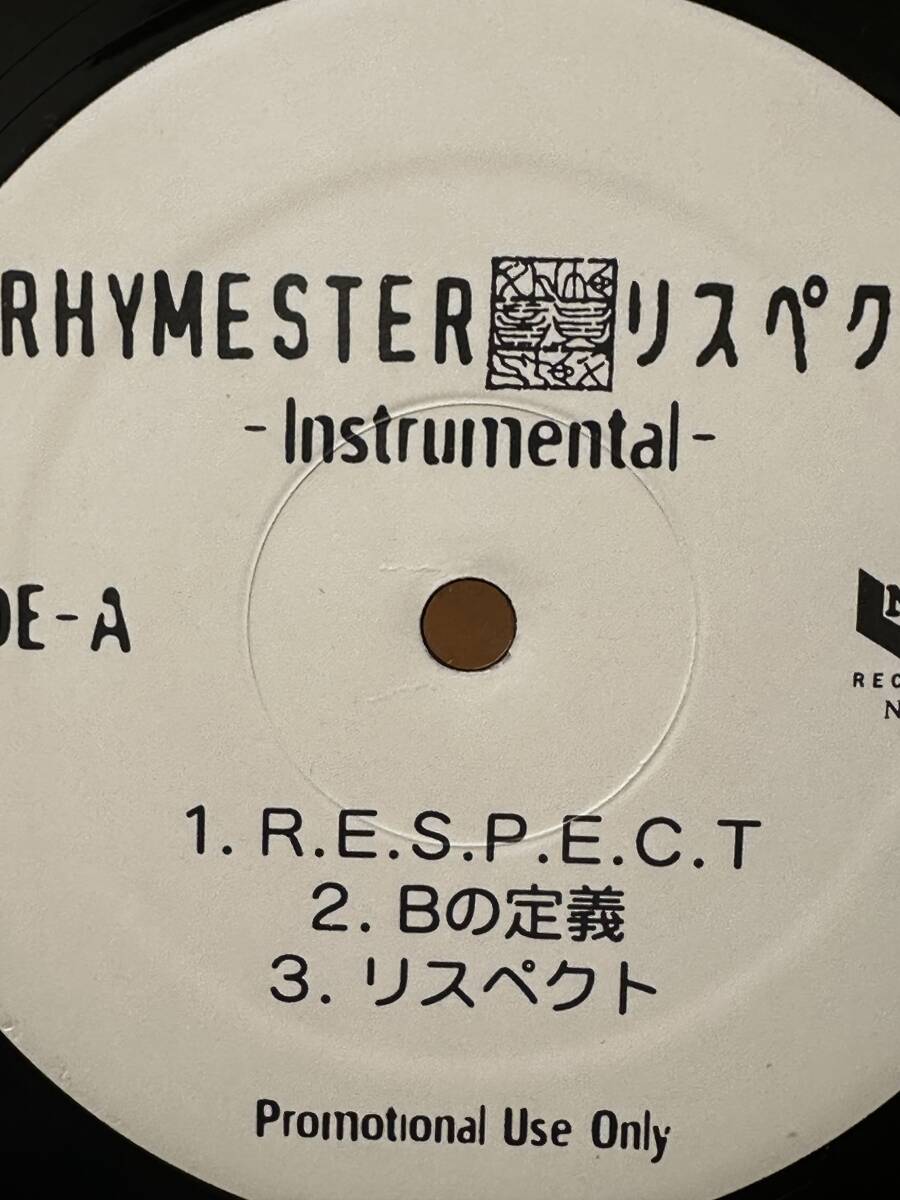 RHYMESTER リスペク
-Instrumental-
DE-A
REC
N
1. R.E.S.P.E.C.T
2. Bの定義
3. リスペクト
Promotional Use Only